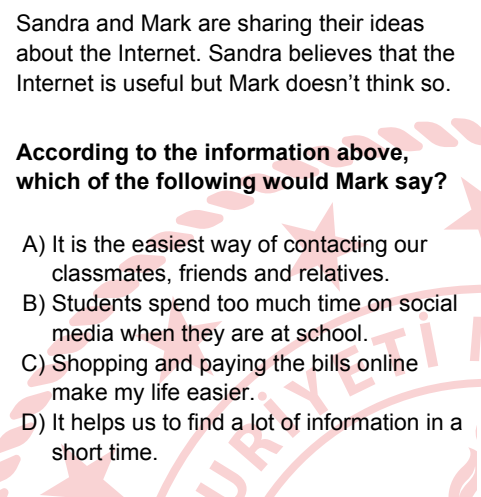 Sandra and Mark are sharing their ideas
about the Internet. Sandra believes that the
Internet is useful but Mark doesn’t think so.
According to the information above,
which of the following would Mark say?
A) It is the easiest way of contacting our
classmates, friends and relatives.
B) Students spend too much time on social
media when they are at school.
C) Shopping and paying the bills online
make my life easier.
D) It helps us to find a lot of information in a
short time.